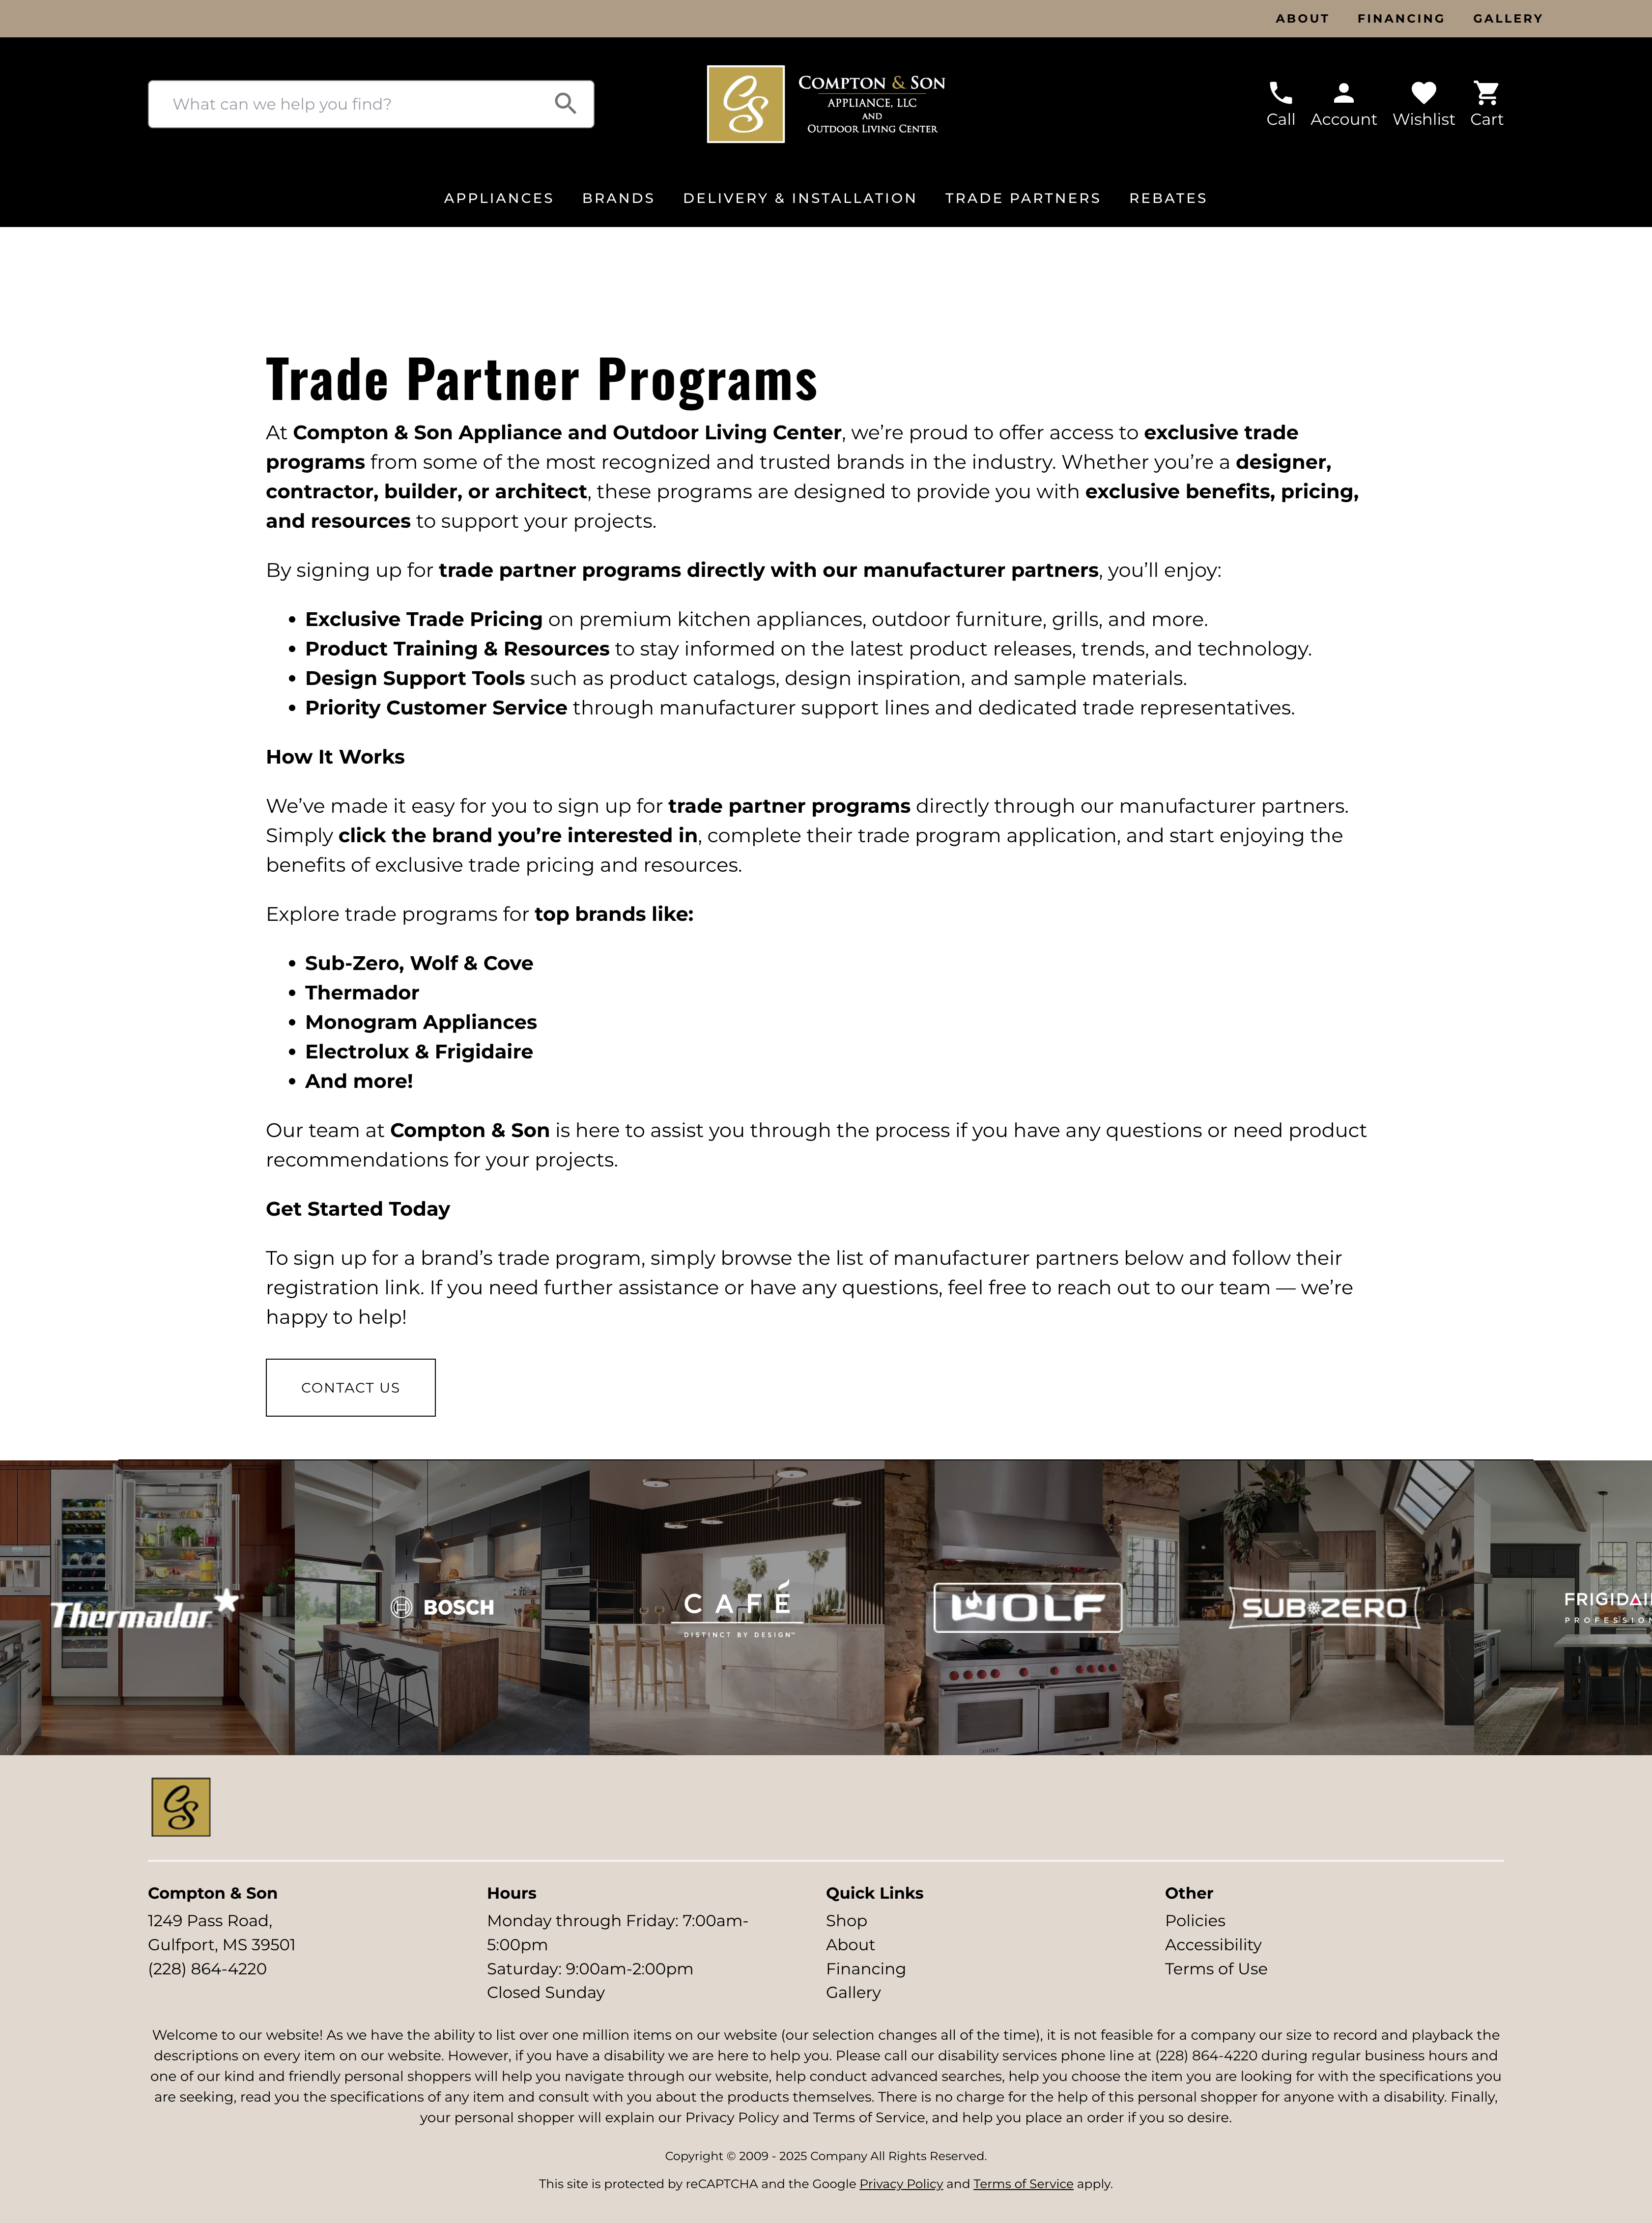 ABOUT FINANCING GALLERY
What can we help you find?
CS
COMPTON & SON
APPLIANCE, LLC
AND
OUTDOOR LIVING CENTER
Call Account Wishlist Cart
APPLIANCES BRANDS DELIVERY & INSTALLATION TRADE PARTNERS REBATES
Trade Partner Programs
At Compton & Son Appliance and Outdoor Living Center, we’re proud to offer access to exclusive trade
programs from some of the most recognized and trusted brands in the industry. Whether you’re a designer,
contractor, builder, or architect, these programs are designed to provide you with exclusive benefits, pricing,
and resources to support your projects.
By signing up for trade partner programs directly with our manufacturer partners, you’ll enjoy:
• Exclusive Trade Pricing on premium kitchen appliances, outdoor furniture, grills, and more.
• Product Training & Resources to stay informed on the latest product releases, trends, and technology.
• Design Support Tools such as product catalogs, design inspiration, and sample materials.
• Priority Customer Service through manufacturer support lines and dedicated trade representatives.
How It Works
We’ve made it easy for you to sign up for trade partner programs directly through our manufacturer partners.
Simply click the brand you’re interested in, complete their trade program application, and start enjoying the
benefits of exclusive trade pricing and resources.
Explore trade programs for top brands like:
• Sub-Zero, Wolf & Cove
• Thermador
• Monogram Appliances
• Electrolux & Frigidaire
• And more!
Our team at Compton & Son is here to assist you through the process if you have any questions or need product
recommendations for your projects.
Get Started Today
To sign up for a brand’s trade program, simply browse the list of manufacturer partners below and follow their
registration link. If you need further assistance or have any questions, feel free to reach out to our team — we’re
happy to help!
CONTACT US
Thermador
BOSCH
CAFÉ
DISTINCT BY DESIGN™
WOLF
SUB ZERO
FRIGIDAI
PROFESSION
CS
Compton & Son
1249 Pass Road,
Gulfport, MS 39501
(228) 864-4220
Hours
Monday through Friday: 7:00am-
5:00pm
Saturday: 9:00am-2:00pm
Closed Sunday
Quick Links
Shop
About
Financing
Gallery
Other
Policies
Accessibility
Terms of Use
Welcome to our website! As we have the ability to list over one million items on our website (our selection changes all of the time), it is not feasible for a company our size to record and playback the
descriptions on every item on our website. However, if you have a disability we are here to help you. Please call our disability services phone line at (228) 864-4220 during regular business hours and
one of our kind and friendly personal shoppers will help you navigate through our website, help conduct advanced searches, help you choose the item you are looking for with the specifications you
are seeking, read you the specifications of any item and consult with you about the products themselves. There is no charge for the help of this personal shopper for anyone with a disability. Finally,
your personal shopper will explain our Privacy Policy and Terms of Service, and help you place an order if you so desire.
Copyright © 2009 - 2025 Company All Rights Reserved.
This site is protected by reCAPTCHA and the Google Privacy Policy and Terms of Service apply.